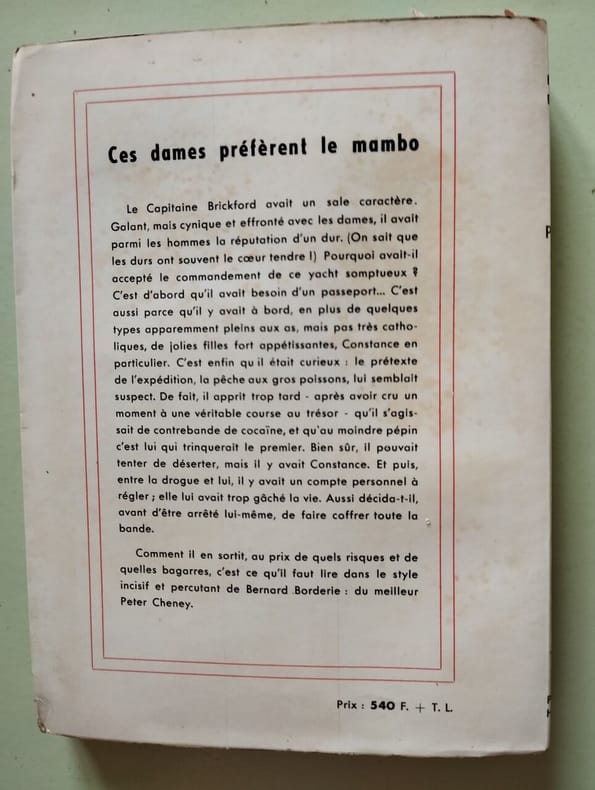 Ces dames préfèrent le mambo
Le Capitaine Brickford avait un sale caractère.
Galant, mais cynique et effronté avec les dames, il avait
parmi les hommes la réputation d'un dur. (On sait que
les durs ont souvent le cœur tendre !) Pourquoi avait-il
accepté le commandement de ce yacht somptueux ?
C'est d'abord qu'il avait besoin d'un passeport... C'est
aussi parce qu'il y avait à bord, en plus de quelques
types apparemment pleins aux as, mais pas très catho-
liques, de jolies filles fort appétissantes, Constance en
particulier. C'est enfin qu'il était curieux : le prétexte
de l'expédition, la pêche aux gros poissons, lui semblait
suspect. De fait, il apprit trop tard - après avoir cru un
moment à une véritable course au trésor - qu'il s'agis-
sait de contrebande de cocaïne, et qu'au moindre pépin
c'est lui qui trinquerait le premier. Bien sûr, il pouvait
tenter de déserter, mais il y avait Constance. Et puis,
entre la drogue et lui, il y avait un compte personnel à
régler ; elle lui avait trop gâché la vie. Aussi décida-t-il,
avant d'être arrêté lui-même, de faire coffrer toute la
bande.
Comment il en sortit, au prix de quels risques et de
quelles bagarres, c'est ce qu'il faut lire dans le style
incisif et percutant de Bernard Borderie : du meilleur
Peter Cheney.
Prix : 540 F. + T. L.